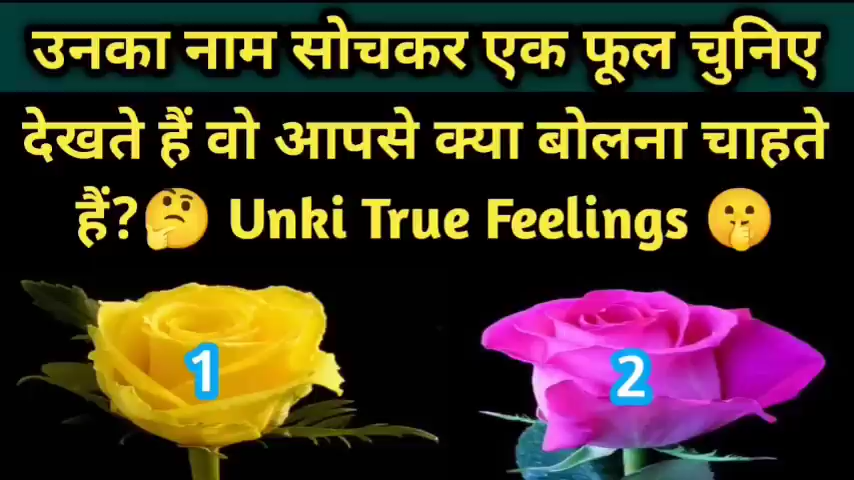 उनका नाम सोचकर एक फूल चुनिए
देखते हैं वो आपसे क्या बोलना चाहते
हैं?🤔 Unki True Feelings 🤫
1 2